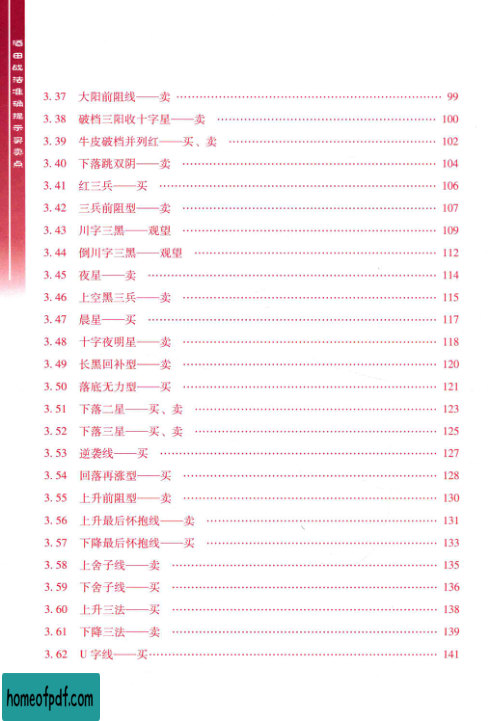 酒田战法准确提示买卖点
3.37 大阳前阻线——卖 …………………………………………… 99
3.38 破档三阳收十字星——卖 …………………………………… 100
3.39 牛皮破档并列红——买、卖 ………………………………… 102
3.40 下落跳双阴——卖 …………………………………………… 104
3.41 红三兵——买 ………………………………………………… 106
3.42 三兵前阻型——卖 …………………………………………… 107
3.43 川字三黑——观望 …………………………………………… 109
3.44 倒川字三黑——观望 ………………………………………… 112
3.45 夜星——卖 …………………………………………………… 114
3.46 上空黑三兵——卖 …………………………………………… 115
3.47 晨星——买 …………………………………………………… 117
3.48 十字夜明星——卖 …………………………………………… 118
3.49 长黑回补型——卖 …………………………………………… 120
3.50 落底无力型——买 …………………………………………… 121
3.51 下落二星——买、卖 ………………………………………… 123
3.52 下落三星——买、卖 ………………………………………… 125
3.53 逆袭线——买 ………………………………………………… 127
3.54 回落再涨型——买 …………………………………………… 128
3.55 上升前阻型——卖 …………………………………………… 130
3.56 上升最后怀抱线——卖 ……………………………………… 131
3.57 下降最后怀抱线——买 ……………………………………… 133
3.58 上舍子线——卖 ……………………………………………… 135
3.59 下舍子线——买 ……………………………………………… 136
3.60 上升三法——买 ……………………………………………… 138
3.61 下降三法——卖 ……………………………………………… 139
3.62 U字线——买 ………………………………………………… 141
homeofpdf.com